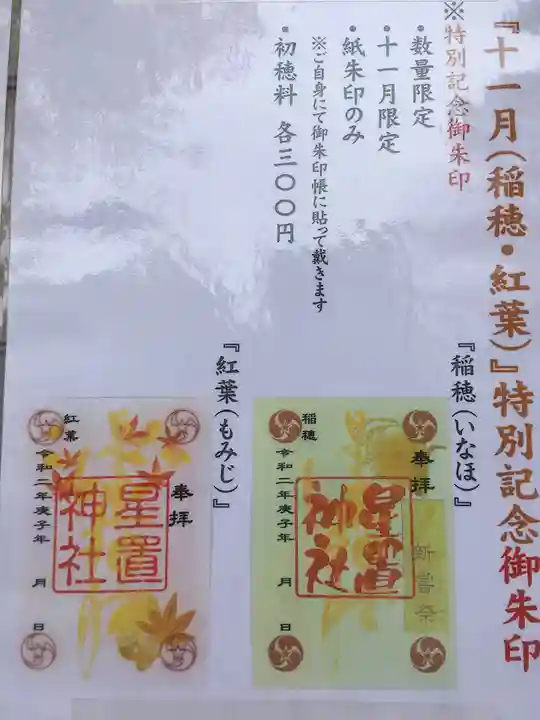 『十一月(稲穂・紅葉)』特別記念御朱印
※特別記念御朱印
・数量限定
・十一月限定
・紙朱印のみ
※ご自身にて御朱印帳に貼って戴きます
・初穂料 各三〇〇円
『稲穂(いなほ)』
奉拝
新嘗祭
星置
神社
稲穂
令和二年庚子年 月 日
『紅葉(もみじ)』
奉拝
星置
神社
紅葉
令和二年庚子年 月 日